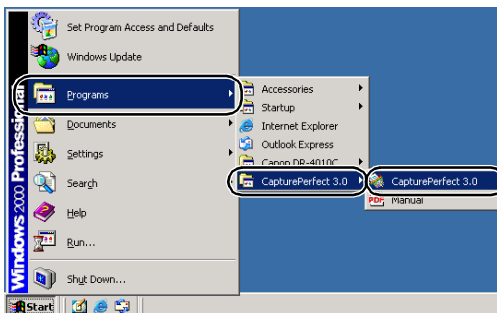 Set Program Access and Defaults
Windows Update
Programs
Documents
Settings
Search
Help
Run...
Shut Down...
Windows 2000 Professional
Start
Accessories
Startup
Internet Explorer
Outlook Express
Canon DR-4010C
CapturePerfect 3.0
CapturePerfect 3.0
PDF Manual